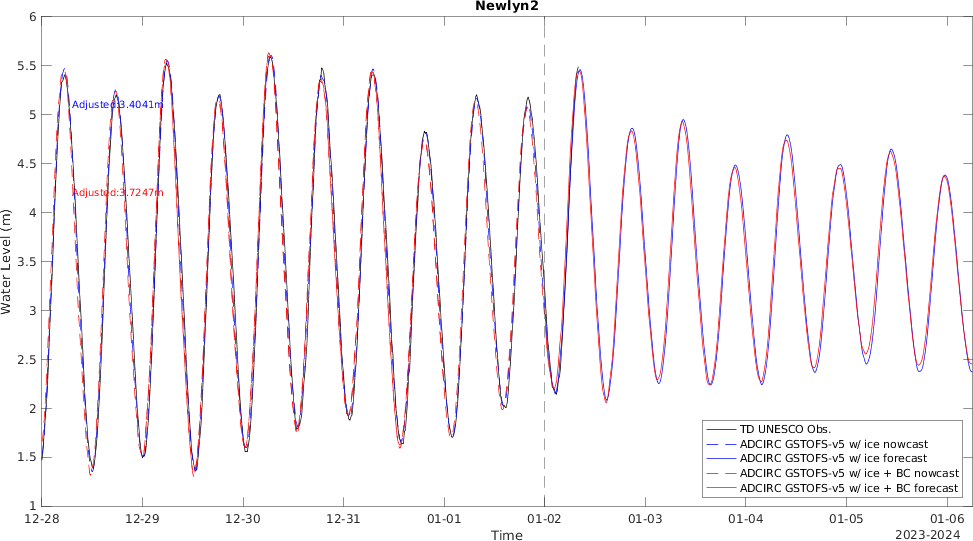 Newlyn2
6
5.5
5
4.5
4
3.5
3
2.5
2
1.5
1
Water Level (m)
Adjusted:3.4041m
Adjusted:3.7247m
TD UNESCO Obs.
ADCIRC GSTOFS-v5 w/ ice nowcast
ADCIRC GSTOFS-v5 w/ ice forecast
ADCIRC GSTOFS-v5 w/ ice + BC nowcast
ADCIRC GSTOFS-v5 w/ ice + BC forecast
12-28 12-29 12-30 12-31 01-01 01-02 01-03 01-04 01-05 01-06
Time
2023-2024